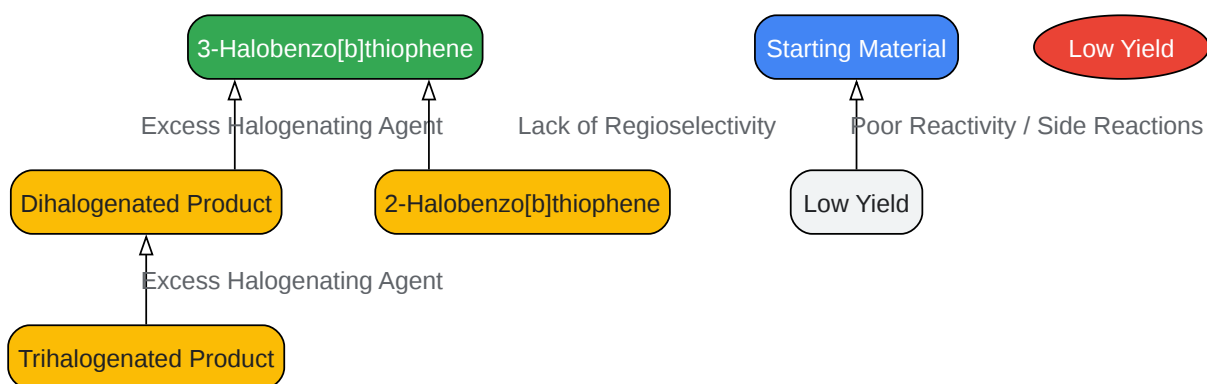 3-Halobenzo[b]thiophene
Starting Material
Low Yield
Excess Halogenating Agent
Lack of Regioselectivity
Poor Reactivity / Side Reactions
Dihalogenated Product
2-Halobenzo[b]thiophene
Low Yield
Excess Halogenating Agent
Trihalogenated Product